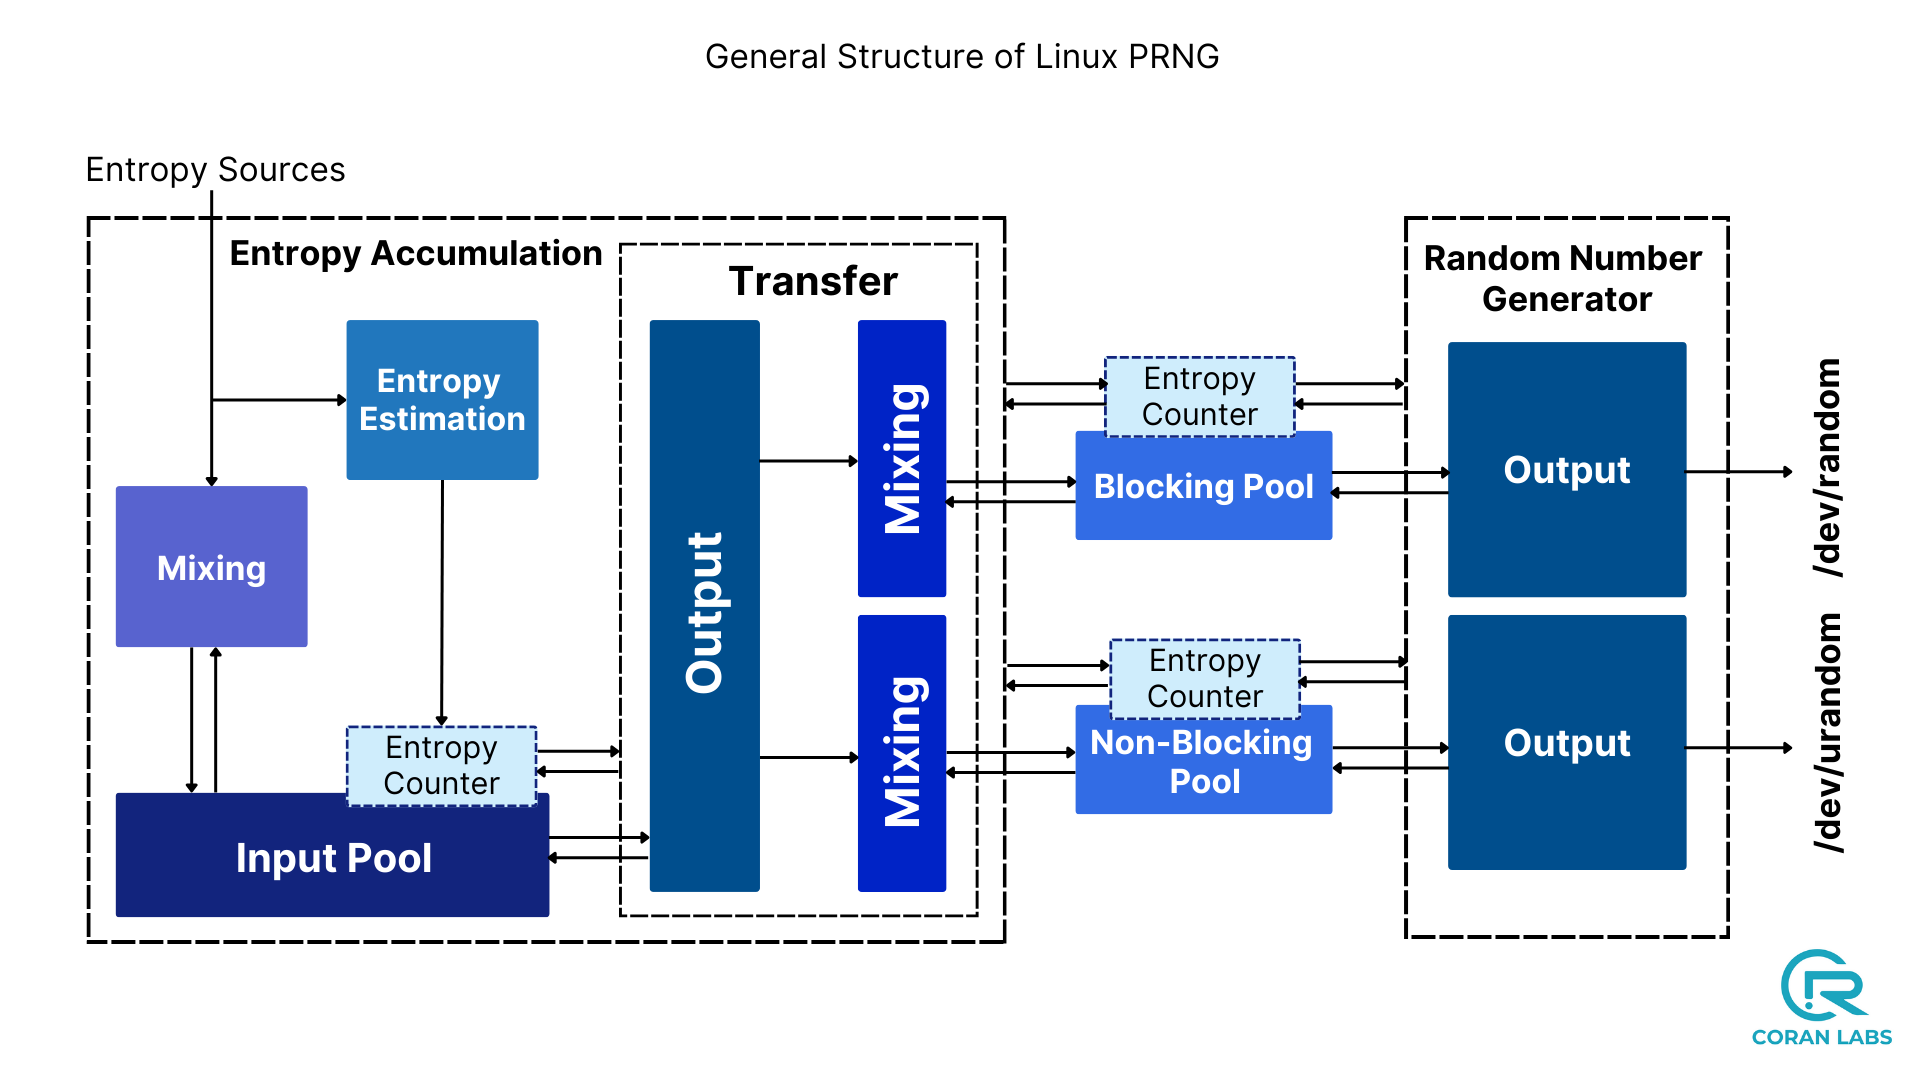 General Structure of Linux PRNG
Entropy Sources
Entropy Accumulation
Transfer
Random Number
Generator
Entropy
Estimation
Mixing
Entropy
Counter
Input Pool
Output
Mixing
Mixing
Entropy
Counter
Blocking Pool
Entropy
Counter
Non-Blocking
Pool
Output
Output
/dev/random
/dev/urandom
CORAN LABS